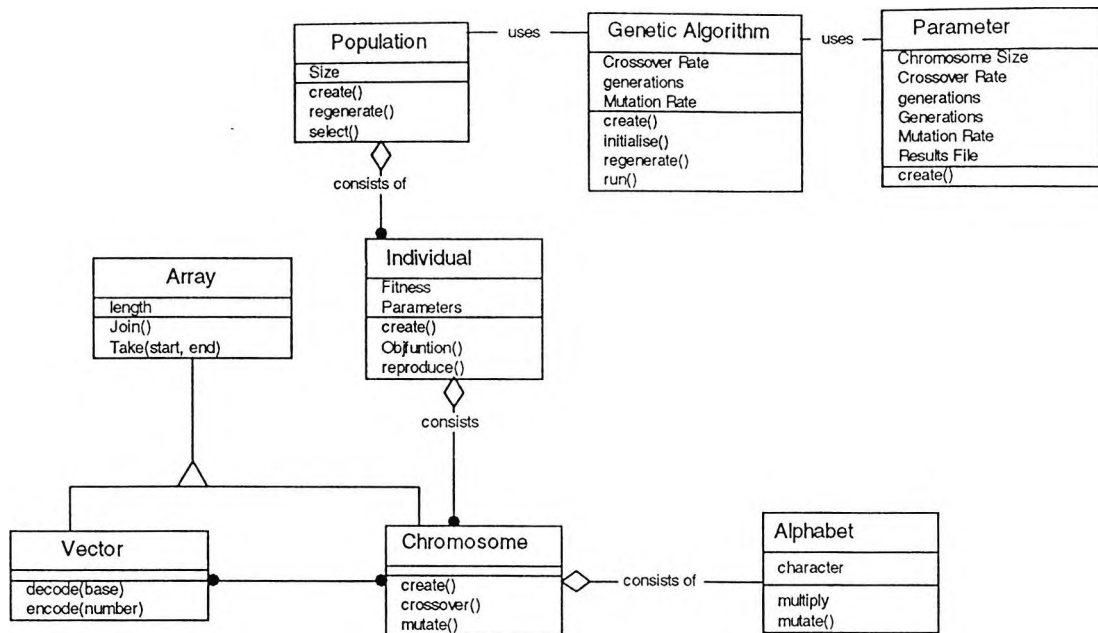 Population
Size
create()
regenerate()
select()
uses
Genetic Algorithm
Crossover Rate
generations
Mutation Rate
create()
initialise()
regenerate()
run()
uses
Parameter
Chromosome Size
Crossover Rate
generations
Generations
Mutation Rate
Results File
create()
consists of
Individual
Fitness
Parameters
create()
Objfuntion()
reproduce()
Array
length
Join()
Take(start, end)
consists
Vector
decode(base)
encode(number)
Chromosome
create()
crossover()
mutate()
consists of
Alphabet
character
multiply
mutate()